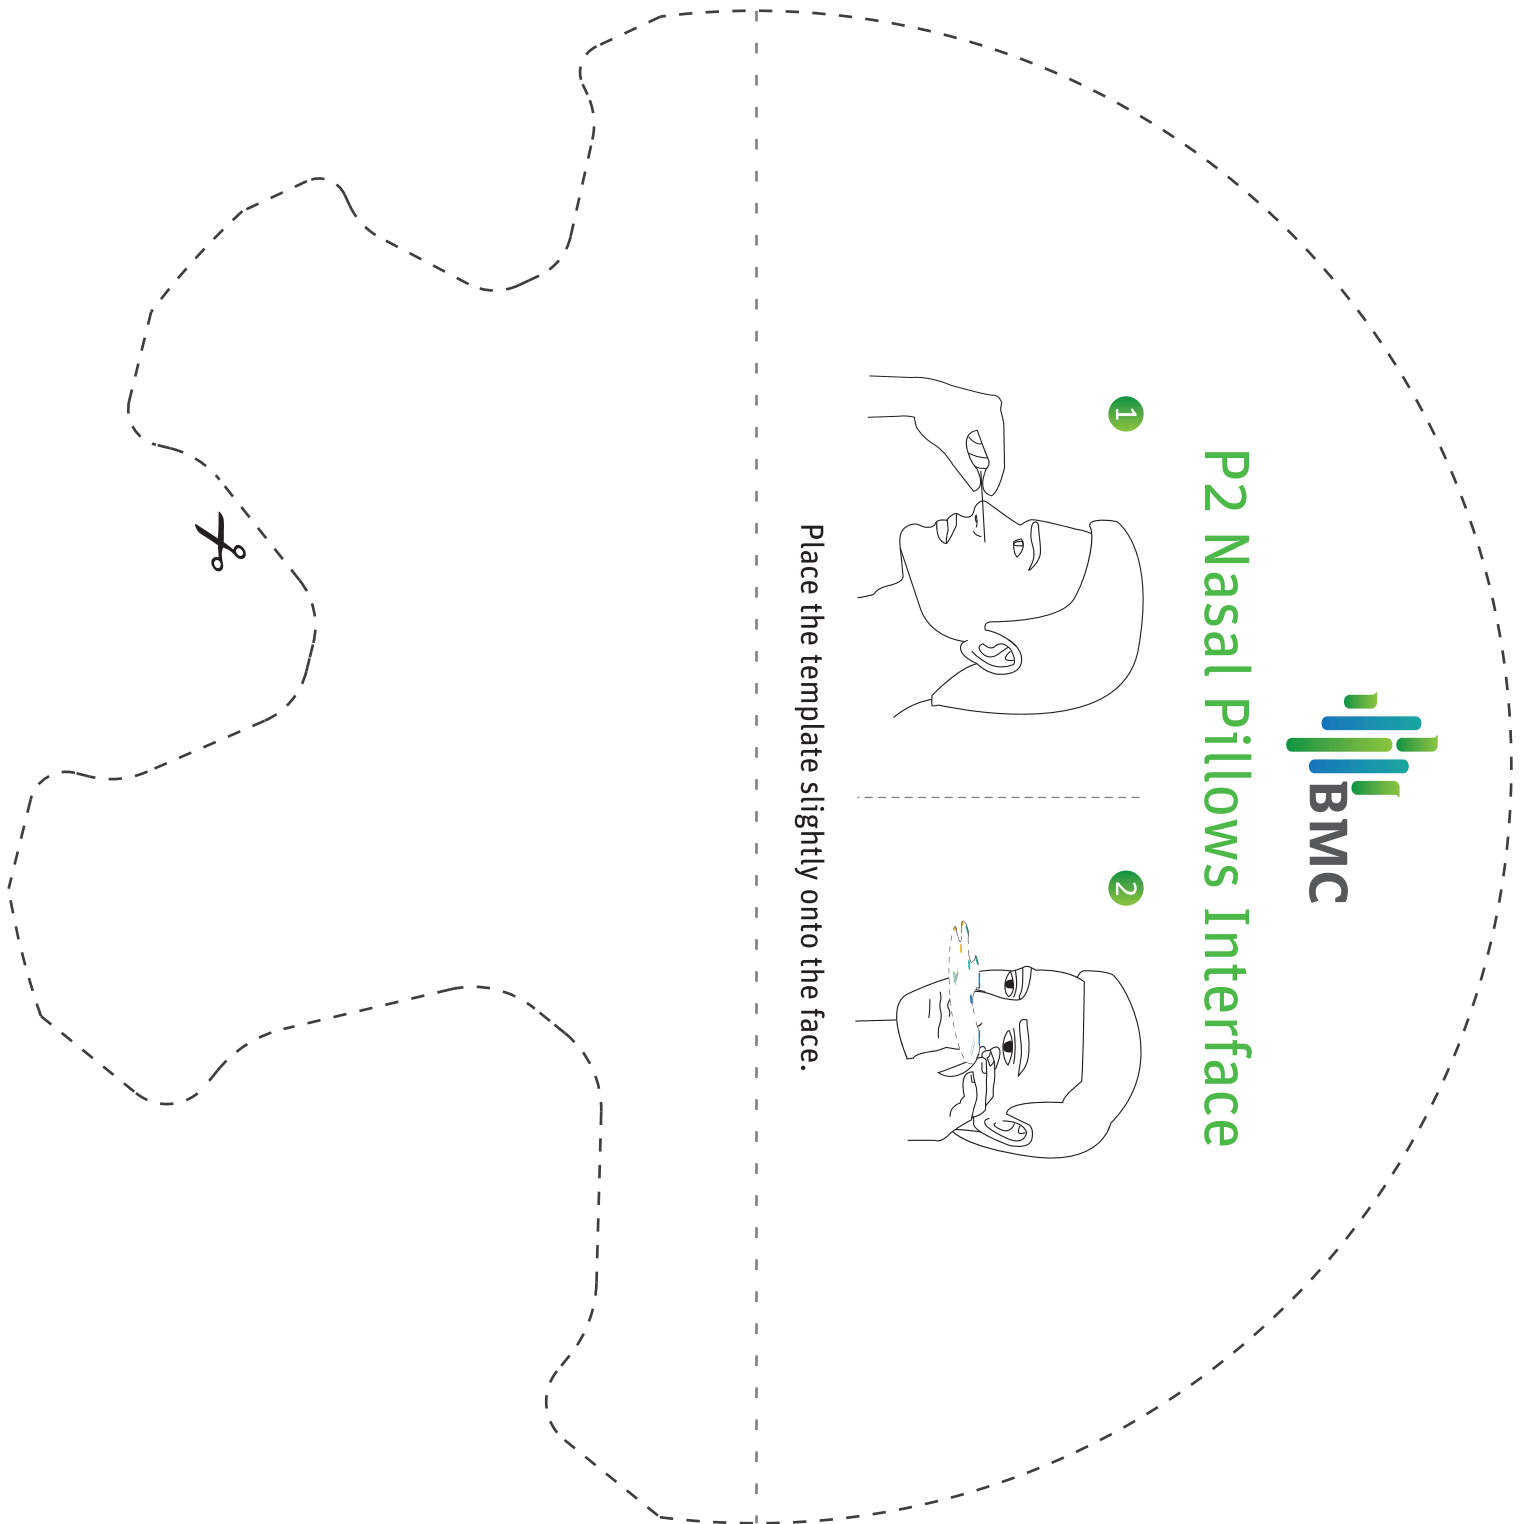 BMC
P2 Nasal Pillows Interface
1
2
Place the template slightly onto the face.